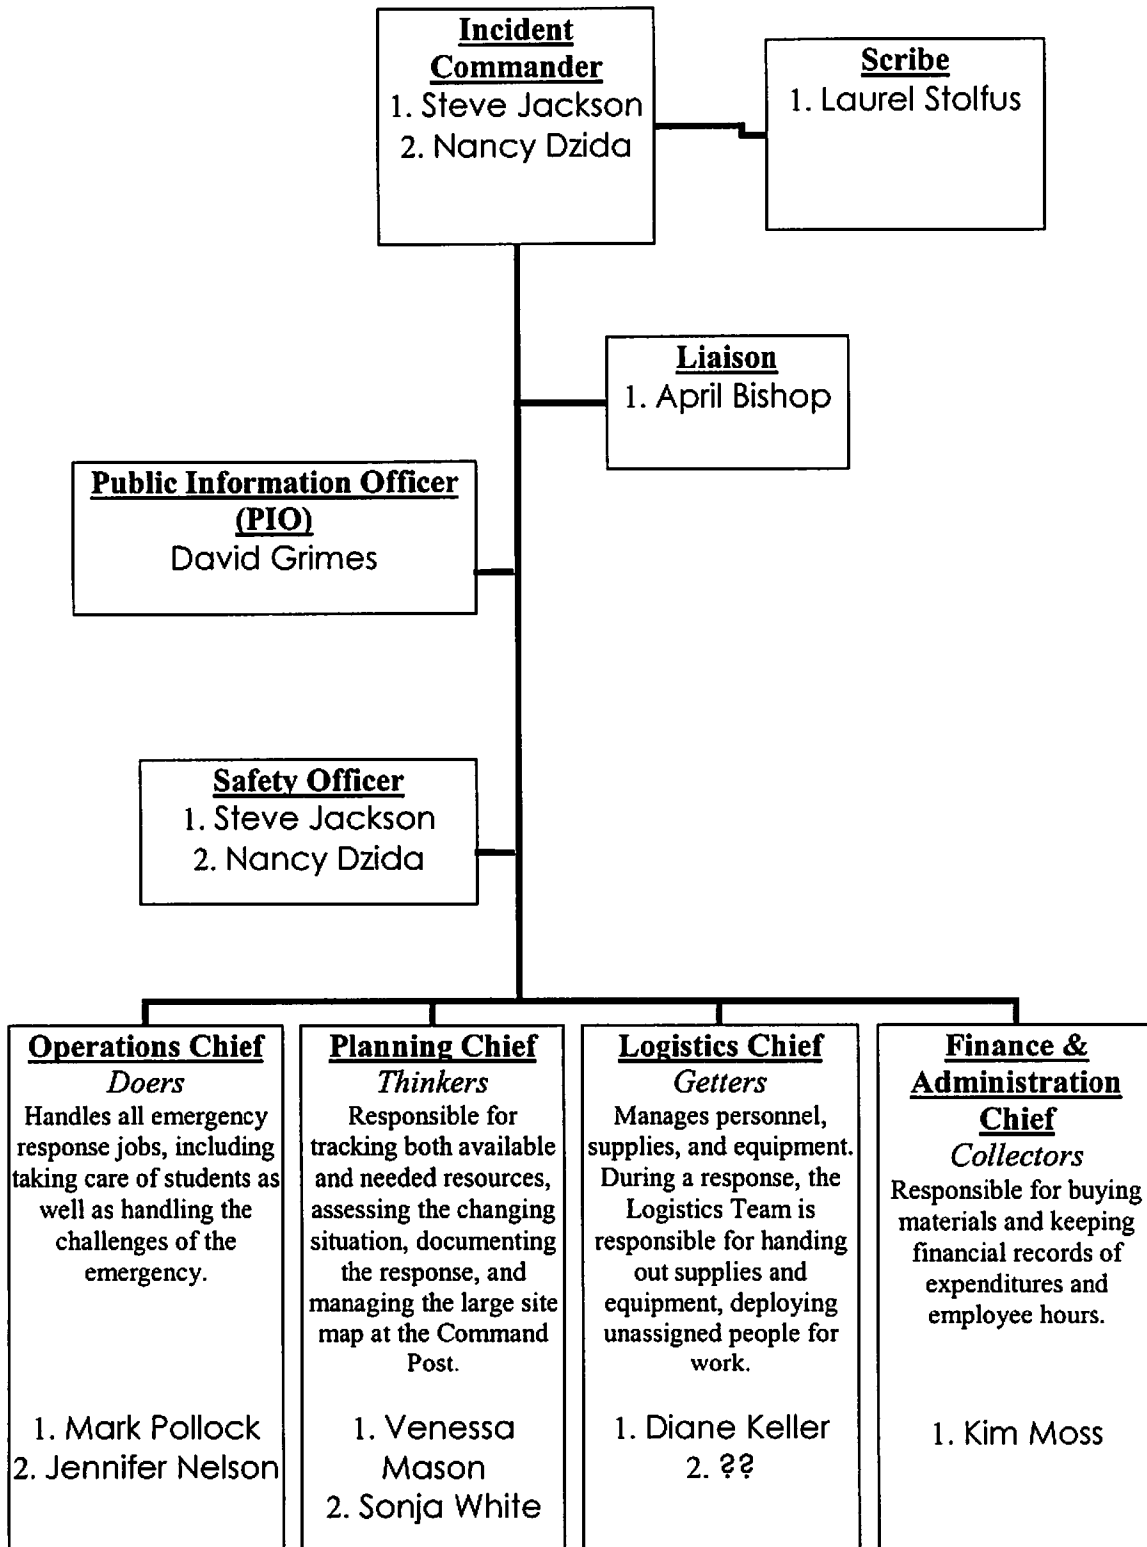 Incident
Commander
1. Steve Jackson
2. Nancy Dzida
Scribe
1. Laurel Stolfus
Liaison
1. April Bishop
Public Information Officer
(PIO)
David Grimes
Safety Officer
1. Steve Jackson
2. Nancy Dzida
Operations Chief
Doers
Handles all emergency
response jobs, including
taking care of students as
well as handling the
challenges of the
emergency.
1. Mark Pollock
2. Jennifer Nelson
Planning Chief
Thinkers
Responsible for
tracking both available
and needed resources,
assessing the changing
situation, documenting
the response, and
managing the large site
map at the Command
Post.
1. Venessa
Mason
2. Sonja White
Logistics Chief
Getters
Manages personnel,
supplies, and equipment.
During a response, the
Logistics Team is
responsible for handing
out supplies and
equipment, deploying
unassigned people for
work.
1. Diane Keller
2. ??
Finance &
Administration
Chief
Collectors
Responsible for buying
materials and keeping
financial records of
expenditures and
employee hours.
1. Kim Moss